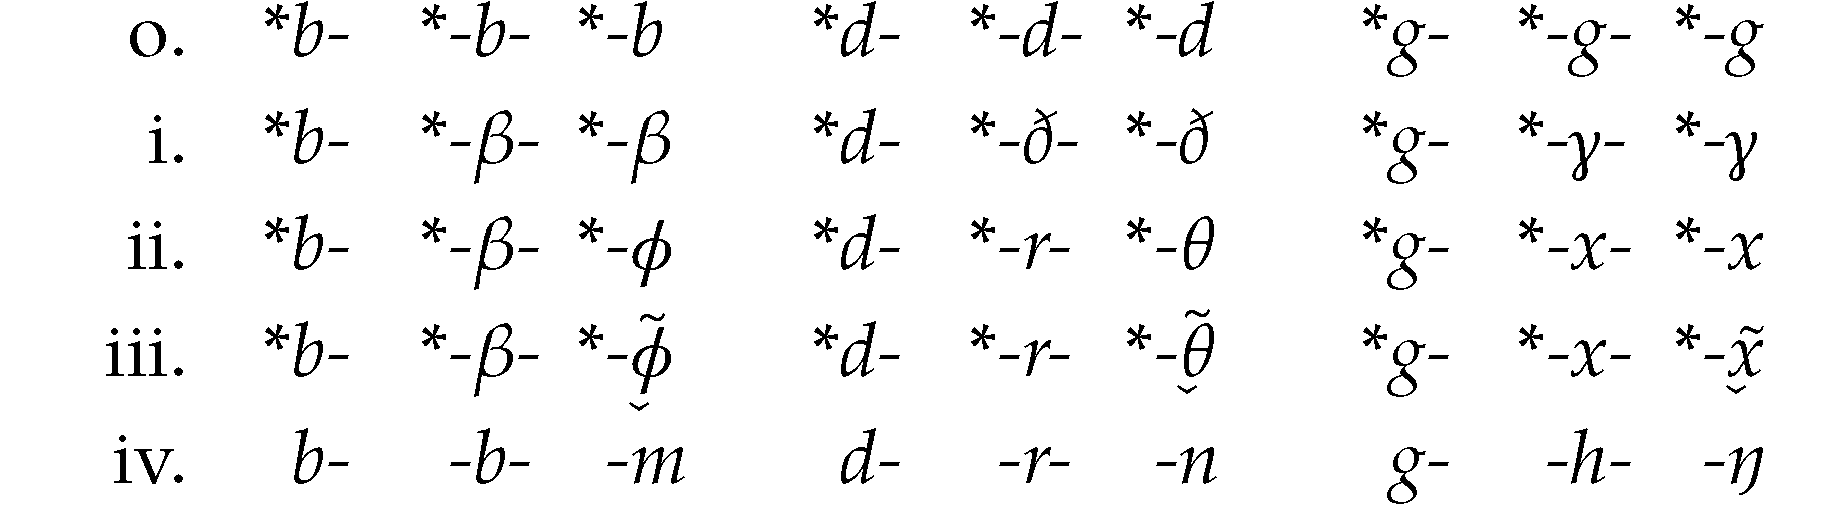 o. *b- *-b- *-b *d- *-d- *-d *g- *-g- *-g
i. *b- *-β- *-β *d- *-ð- *-ð *g- *-ɣ- *-ɣ
ii. *b- *-β- *-ϕ *d- *-r- *-θ *g- *-x- *-x
iii. *b- *-β- *-ϕ̬̃ *d- *-r- *-θ̬̃ *g- *-x- *-x̬̃
iv. b- -b- -m d- -r- -n g- -h- -ŋ